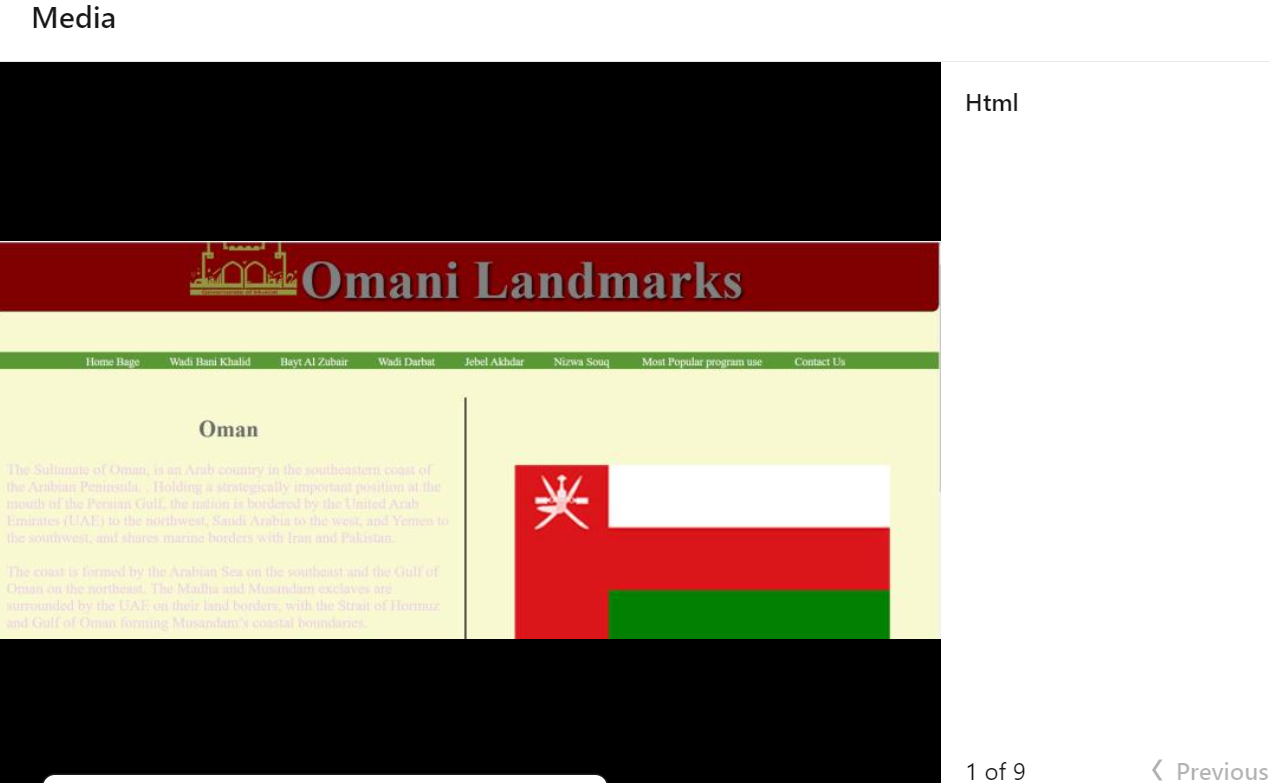 Media
Html
Omani Landmarks
Home Bage Wadi Bani Khalid Bayt Al Zubair Wadi Darbat Jebel Akhdar Nizwa Souq Most Popular program use Contact Us
Oman
The Sultanate of Oman, is an Arab country in the southeastern coast of
the Arabian Peninsula. . Holding a strategically important position at the
mouth of the Persian Gulf, the nation is bordered by the United Arab
Emirates (UAE) to the northwest, Saudi Arabia to the west, and Yemen to
the southwest, and shares marine borders with Iran and Pakistan.
The coast is formed by the Arabian Sea on the southeast and the Gulf of
Oman on the northeast. The Madha and Musandam exclaves are
surrounded by the UAE on their land borders, with the Strait of Hormuz
and Gulf of Oman forming Musandam's coastal boundaries.
1 of 9
Previous